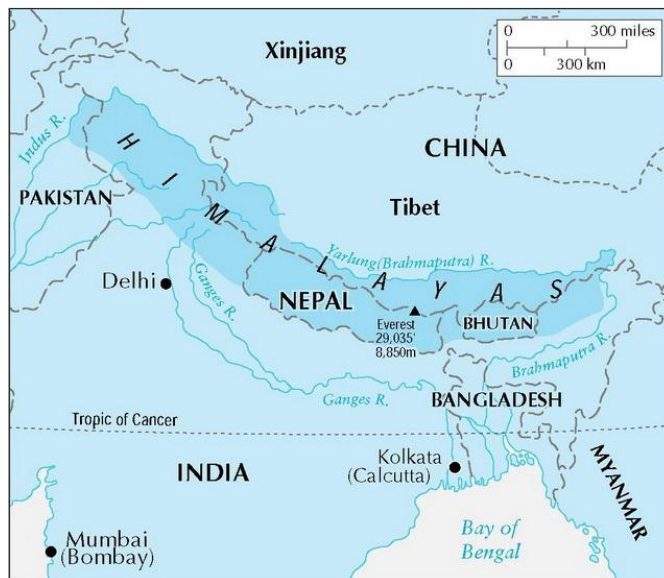 0 300 miles
0 300 km
Xinjiang
CHINA
Tibet
Indus R.
PAKISTAN
HIMALAYAS
Yarlung(Brahmaputra) R.
Delhi
Ganges R.
NEPAL
Everest
29,035'
8,850m
BHUTAN
Brahmaputra R.
Ganges R.
BANGLADESH
Tropic of Cancer
INDIA
Kolkata
(Calcutta)
MYANMAR
Mumbai
(Bombay)
Bay of
Bengal